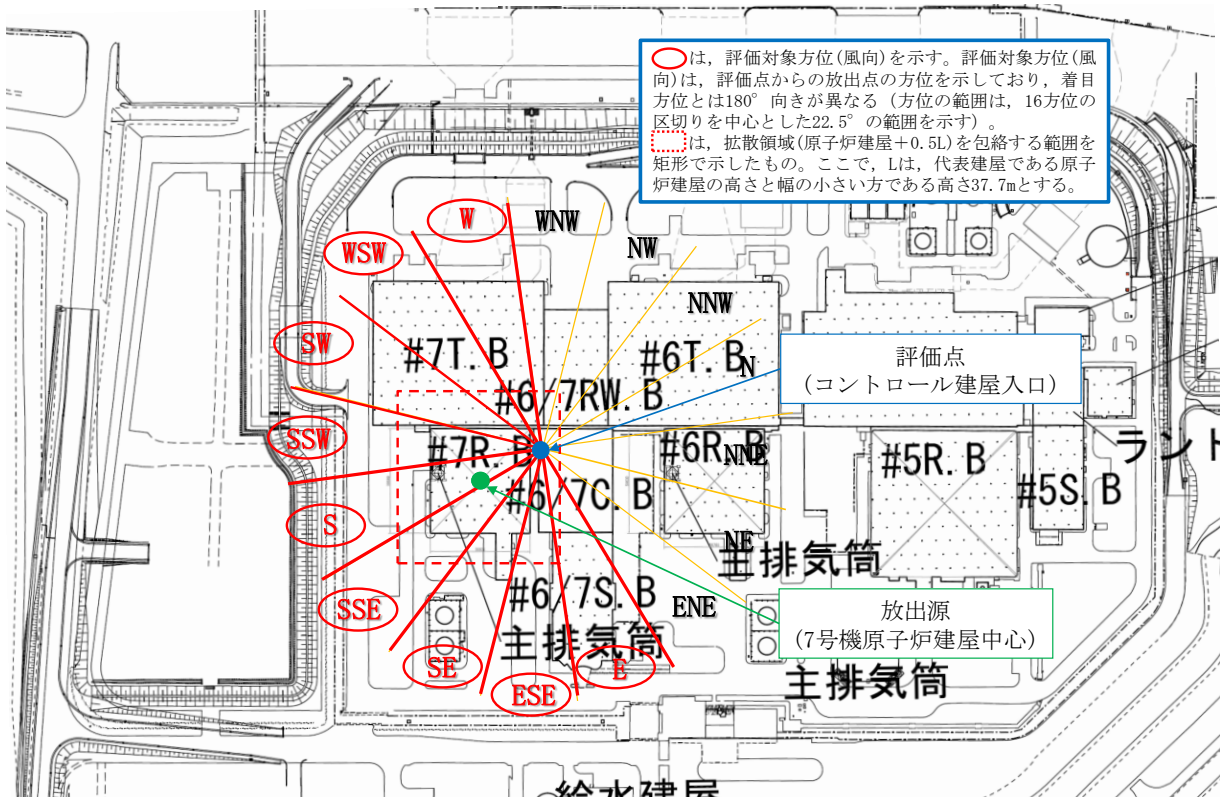 は，評価対象方位(風向)を示す。評価対象方位(風
向)は，評価点からの放出点の方位を示しており，着目
方位とは180°向きが異なる（方位の範囲は，16方位の
区切りを中心とした22.5°の範囲を示す）。
は，拡散領域(原子炉建屋＋0.5L)を包絡する範囲を
矩形で示したもの。ここで，Lは，代表建屋である原子
炉建屋の高さと幅の小さい方である高さ37.7mとする。
W
WNW
WSW
NW
NNW
SW
#7T.B
#6T.B
N
評価点
(コントロール建屋入口)
#6/7RW.B
SSW
#7R.B
#6R.B
NNE
#5R.B
ラント
#6/7C.B
#5S.B
S
NE
主排気筒
#6/7S.B
ENE
SSE
放出源
(7号機原子炉建屋中心)
主排気筒
SE
E
ESE
主排気筒
給水建屋